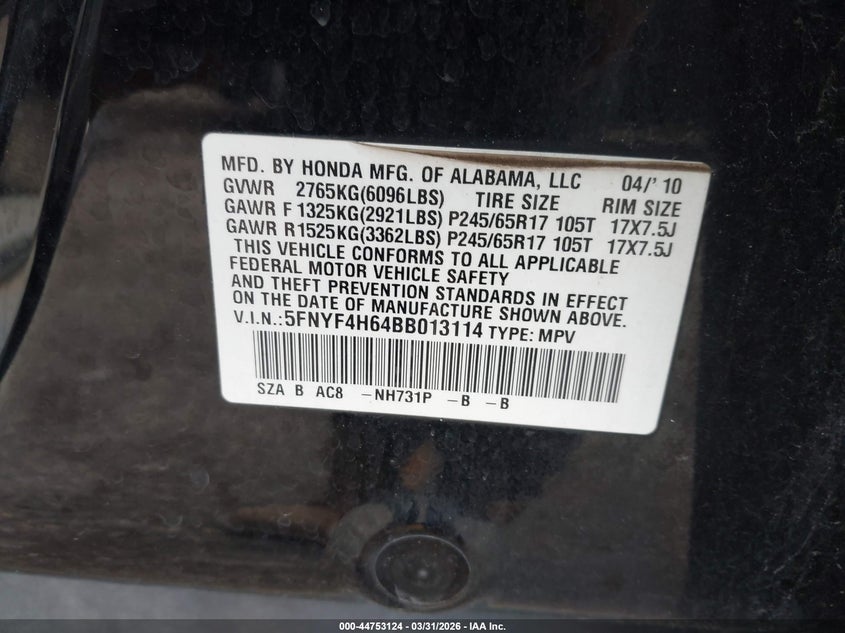 MFD. BY HONDA MFG. OF ALABAMA, LLC 04/'10
GVWR 2765KG(6096LBS) TIRE SIZE RIM SIZE
GAWR F 1325KG(2921LBS) P245/65R17 105T 17X7.5J
GAWR R1525KG(3362LBS) P245/65R17 105T 17X7.5J
THIS VEHICLE CONFORMS TO ALL APPLICABLE
FEDERAL MOTOR VEHICLE SAFETY
AND THEFT PREVENTION STANDARDS IN EFFECT
ON THE DATE OF MANUFACTURE SHOWN ABOVE.
V.I.N.:5FNYF4H64BB013114 TYPE: MPV
SZA B AC8 -NH731P -B -B
000-44753124 - 03/31/2026 - IAA Inc.